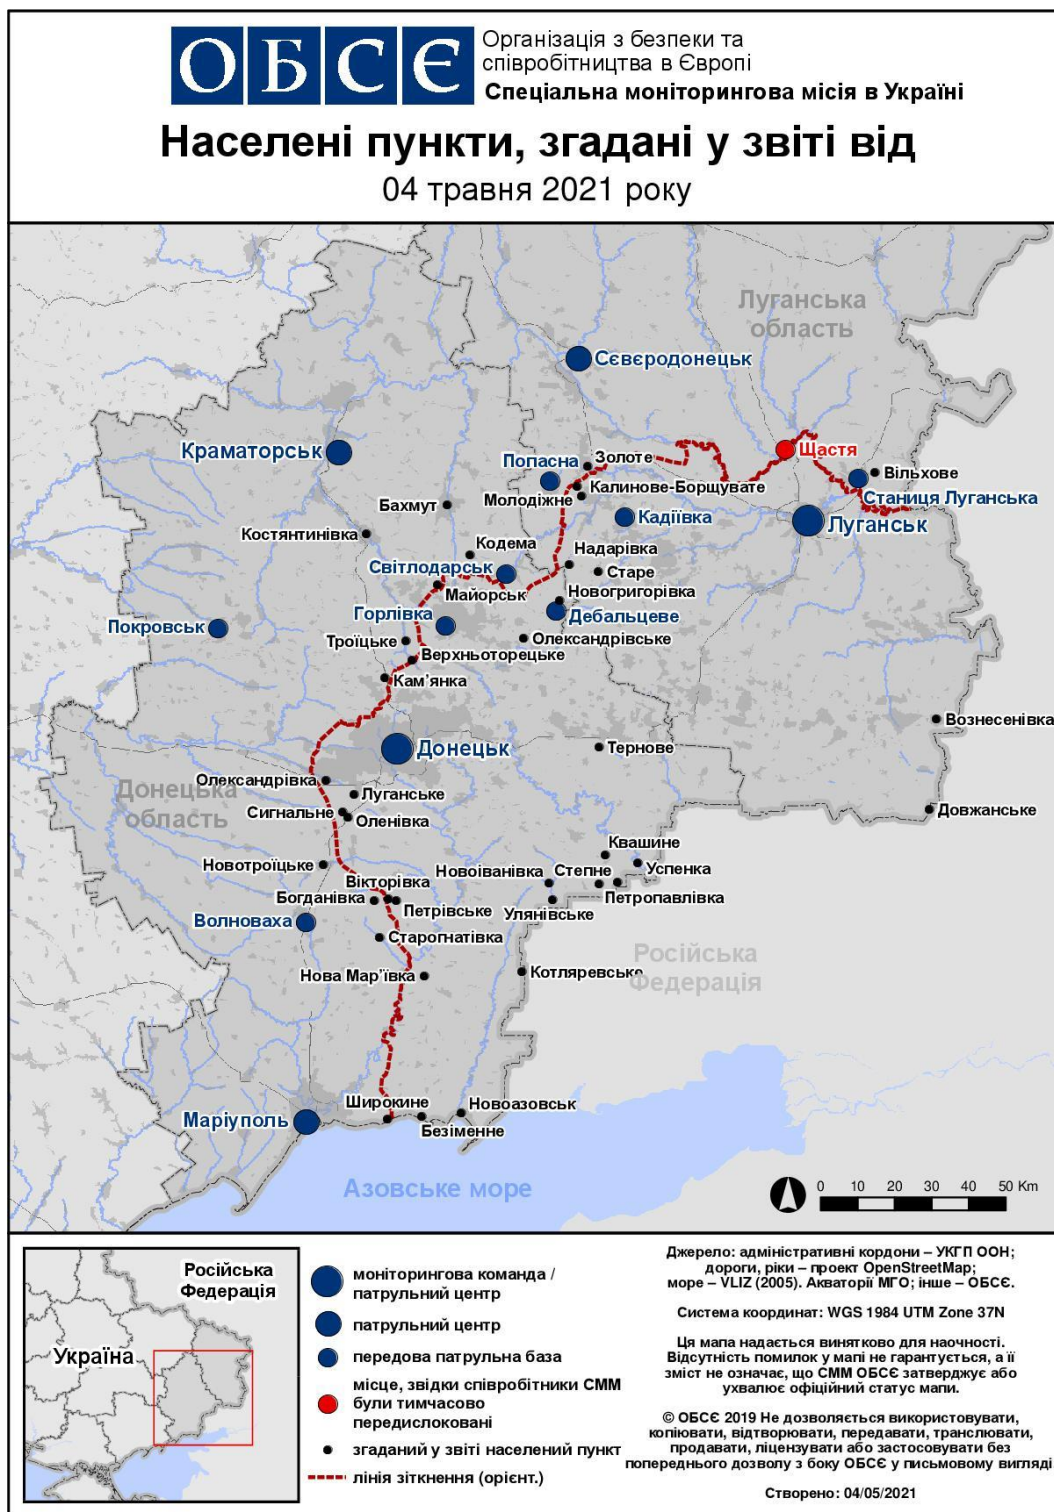 ОБСЄ
Організація з безпеки та
співробітництва в Європі
Спеціальна моніторингова місія в Україні
Населені пункти, згадані у звіті від
04 травня 2021 року
Луганська
область
Сєвєродонецьк
Щастя
Краматорськ
Золоте
Попасна
Вільхове
Калинове-Борщувате
Станиця Луганська
Молодіжне
Бахмут
Кадіївка
Луганськ
Костянтинівка
Кодема
Надарівка
Світлодарськ
Старе
Майорськ
Новогригорівка
Горлівка
Дебальцеве
Покровськ
Троїцьке
Олександрівське
Верхньоторецьке
Кам'янка
Вознесенівка
Донецьк
Тернове
Олександрівка
Донецька
область
Луганське
Довжанське
Сигнальне
Оленівка
Квашине
Новотроїцьке
Новоіванівка
Степне
Успенка
Вікторівка
Богданівка
Петропавлівка
Петрівське
Улянівське
Волноваха
Старогнатівка
Російська
Федерація
Нова Мар'ївка
Котляревське
Широкине
Новоазовськ
Маріуполь
Безіменне
Азовське море
0 10 20 30 40 50 Km
Російська
Федерація
Україна
моніторингова команда /
патрульний центр
патрульний центр
передова патрульна база
місце, звідки співробітники СММ
були тимчасово
передислоковані
згаданий у звіті населений пункт
лінія зіткнення (орієнт.)
Джерело: адміністративні кордони – УКГП ООН;
дороги, ріки – проект OpenStreetMap;
море – VLIZ (2005). Акваторії МГО; інше – ОБСЄ.
Система координат: WGS 1984 UTM Zone 37N
Ця мапа надається винятково для наочності.
Відсутність помилок у мапі не гарантується, а її
зміст не означає, що СММ ОБСЄ затверджує або
ухвалює офіційний статус мапи.
© ОБСЄ 2019 Не дозволяється використовувати,
копіювати, відтворювати, передавати, транслювати,
продавати, ліцензувати або застосовувати без
попереднього дозволу з боку ОБСЄ у письмовому вигляді
Створено: 04/05/2021